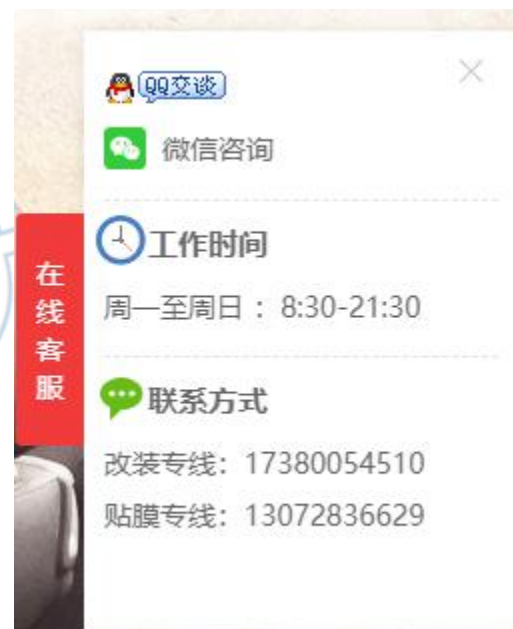 QQ交谈
微信咨询
在线客服
工作时间
周一至周日 ：8:30-21:30
联系方式
改装专线：17380054510
贴膜专线：13072836629